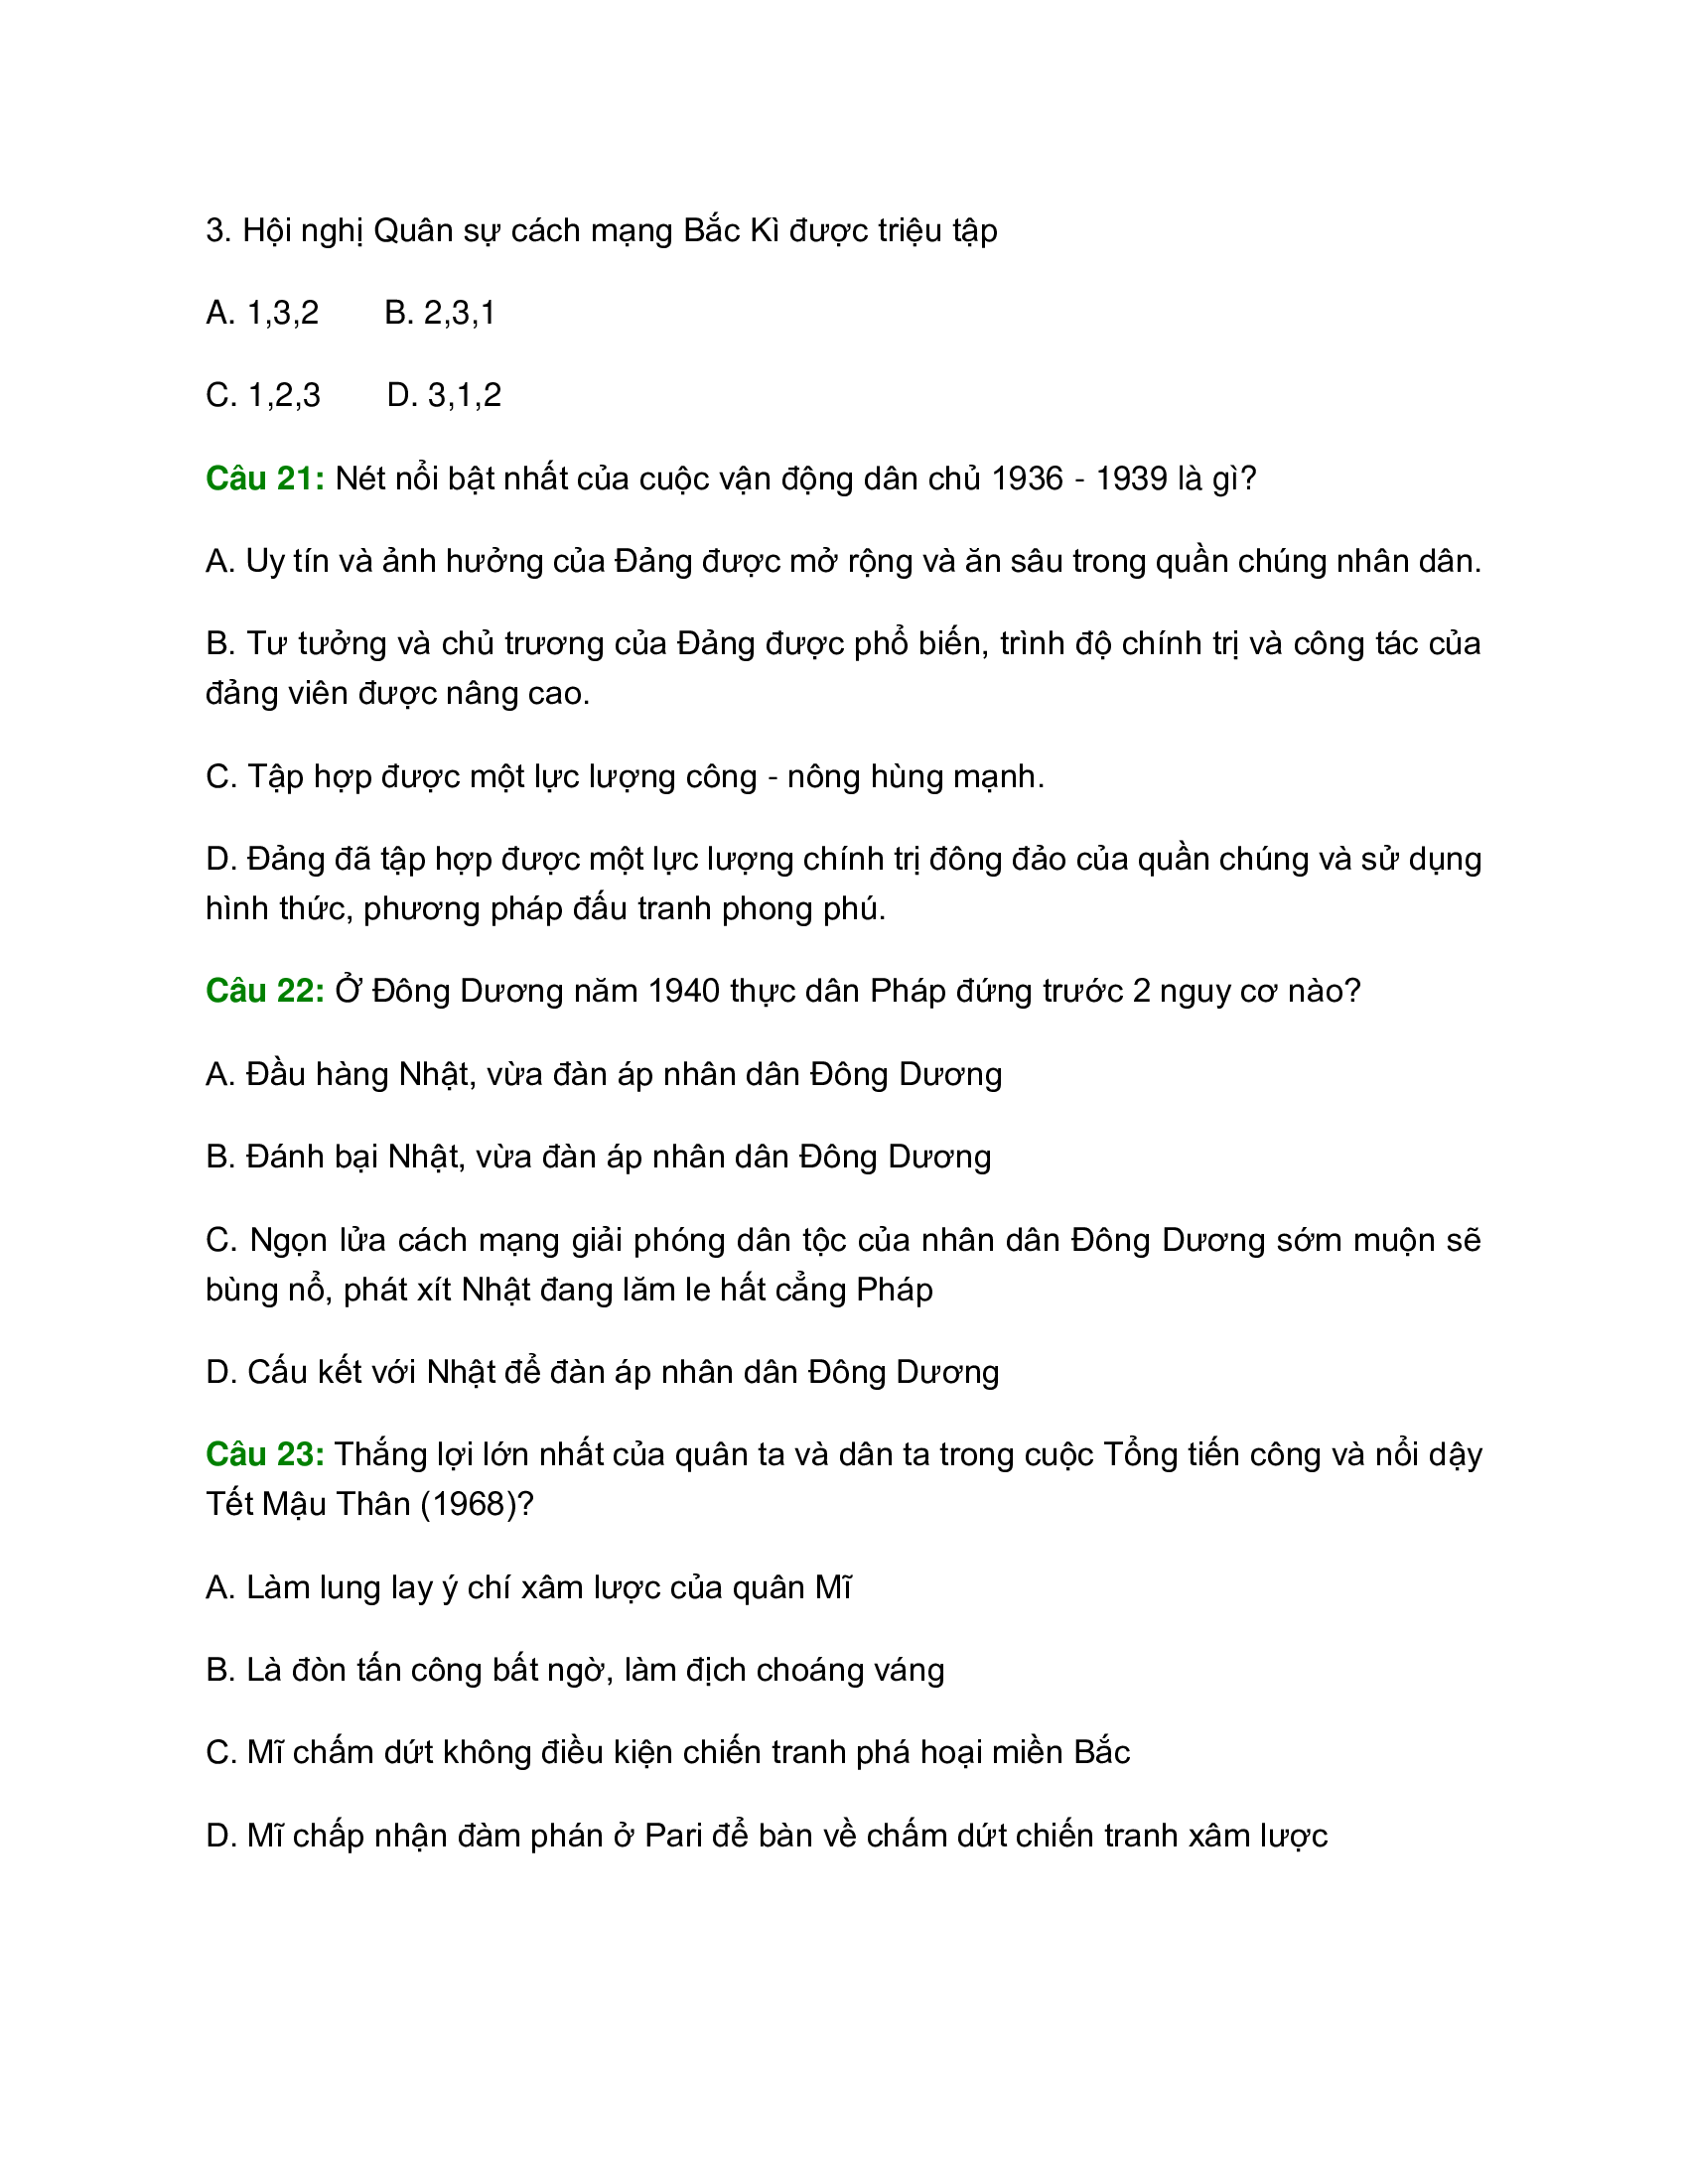 3. Hội nghị Quân sự cách mạng Bắc Kì được triệu tập
A. 1,3,2 B. 2,3,1
C. 1,2,3 D. 3,1,2
Câu 21: Nét nổi bật nhất của cuộc vận động dân chủ 1936 - 1939 là gì?
A. Uy tín và ảnh hưởng của Đảng được mở rộng và ăn sâu trong quần chúng nhân dân.
B. Tư tưởng và chủ trương của Đảng được phổ biến, trình độ chính trị và công tác của
đảng viên được nâng cao.
C. Tập hợp được một lực lượng công - nông hùng mạnh.
D. Đảng đã tập hợp được một lực lượng chính trị đông đảo của quần chúng và sử dụng
hình thức, phương pháp đấu tranh phong phú.
Câu 22: Ở Đông Dương năm 1940 thực dân Pháp đứng trước 2 nguy cơ nào?
A. Đầu hàng Nhật, vừa đàn áp nhân dân Đông Dương
B. Đánh bại Nhật, vừa đàn áp nhân dân Đông Dương
C. Ngọn lửa cách mạng giải phóng dân tộc của nhân dân Đông Dương sớm muộn sẽ
bùng nổ, phát xít Nhật đang lăm le hất cẳng Pháp
D. Cấu kết với Nhật để đàn áp nhân dân Đông Dương
Câu 23: Thắng lợi lớn nhất của quân ta và dân ta trong cuộc Tổng tiến công và nổi dậy
Tết Mậu Thân (1968)?
A. Làm lung lay ý chí xâm lược của quân Mĩ
B. Là đòn tấn công bất ngờ, làm địch choáng váng
C. Mĩ chấm dứt không điều kiện chiến tranh phá hoại miền Bắc
D. Mĩ chấp nhận đàm phán ở Pari để bàn về chấm dứt chiến tranh xâm lược